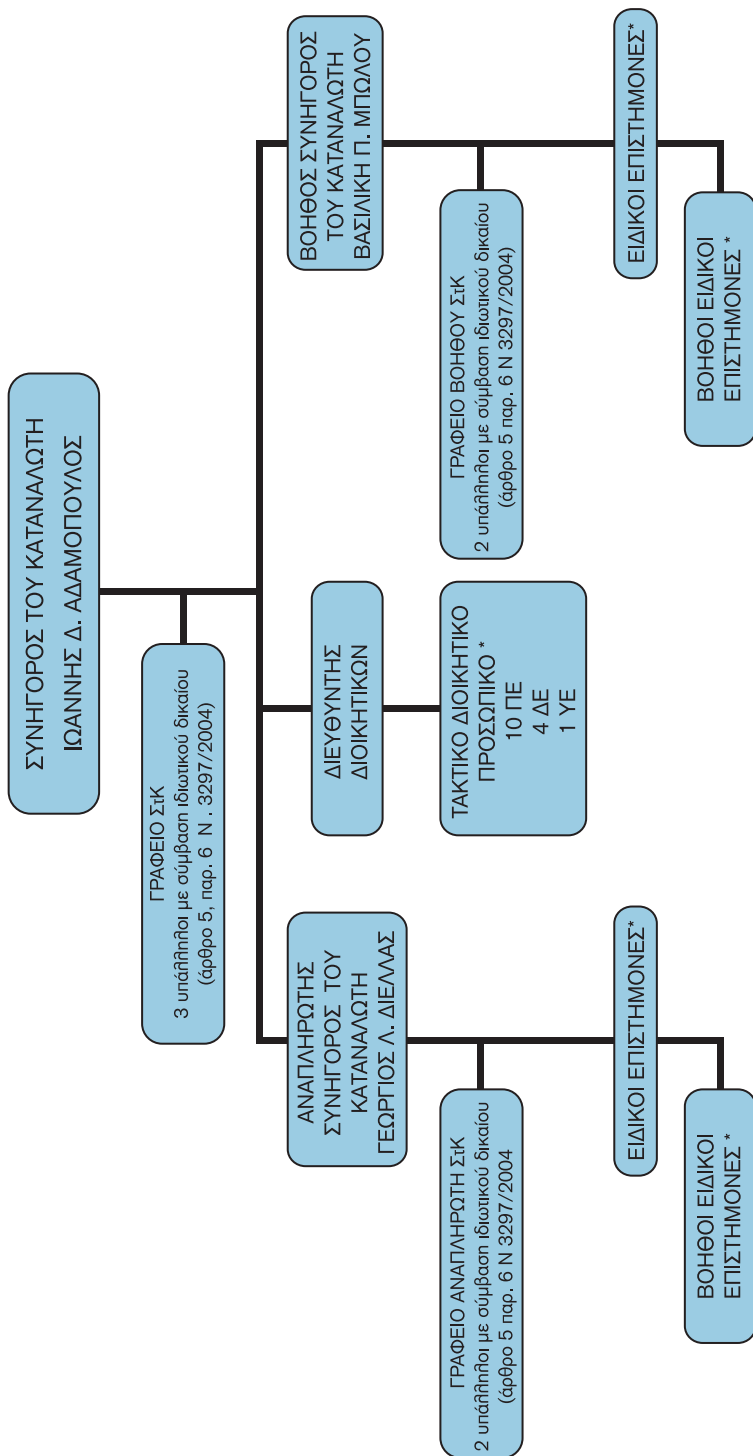 ΣΥΝΗΓΟΡΟΣ ΤΟΥ ΚΑΤΑΝΑΛΩΤΗ
ΙΩΑΝΝΗΣ Δ. ΑΔΑΜΟΠΟΥΛΟΣ
ΓΡΑΦΕΙΟ ΣτΚ
3 υπάλληλοι με σύμβαση ιδιωτικού δικαίου
(άρθρο 5, παρ. 6 Ν . 3297/2004)
ΑΝΑΠΛΗΡΩΤΗΣ
ΣΥΝΗΓΟΡΟΣ ΤΟΥ
ΚΑΤΑΝΑΛΩΤΗ
ΓΕΩΡΓΙΟΣ Λ. ΔΙΕΛΛΑΣ
ΔΙΕΥΘΥΝΤΗΣ
ΔΙΟΙΚΗΤΙΚΩΝ
ΒΟΗΘΟΣ ΣΥΝΗΓΟΡΟΣ
ΤΟΥ ΚΑΤΑΝΑΛΩΤΗ
ΒΑΣΙΛΙΚΗ Π. ΜΠΩΛΟΥ
ΓΡΑΦΕΙΟ ΑΝΑΠΛΗΡΩΤΗ ΣτΚ
2 υπάλληλοι με σύμβαση ιδιωτικού δικαίου
(άρθρο 5 παρ. 6 Ν 3297/2004
ΤΑΚΤΙΚΟ ΔΙΟΙΚΗΤΙΚΟ
ΠΡΟΣΩΠΙΚΟ *
10 ΠΕ
4 ΔΕ
1 ΥΕ
ΓΡΑΦΕΙΟ ΒΟΗΘΟΥ ΣτΚ
2 υπάλληλοι με σύμβαση ιδιωτικού δικαίου
(άρθρο 5 παρ. 6 Ν 3297/2004)
ΕΙΔΙΚΟΙ ΕΠΙΣΤΗΜΟΝΕΣ*
ΕΙΔΙΚΟΙ ΕΠΙΣΤΗΜΟΝΕΣ*
ΒΟΗΘΟΙ ΕΙΔΙΚΟΙ
ΕΠΙΣΤΗΜΟΝΕΣ *
ΒΟΗΘΟΙ ΕΙΔΙΚΟΙ
ΕΠΙΣΤΗΜΟΝΕΣ *